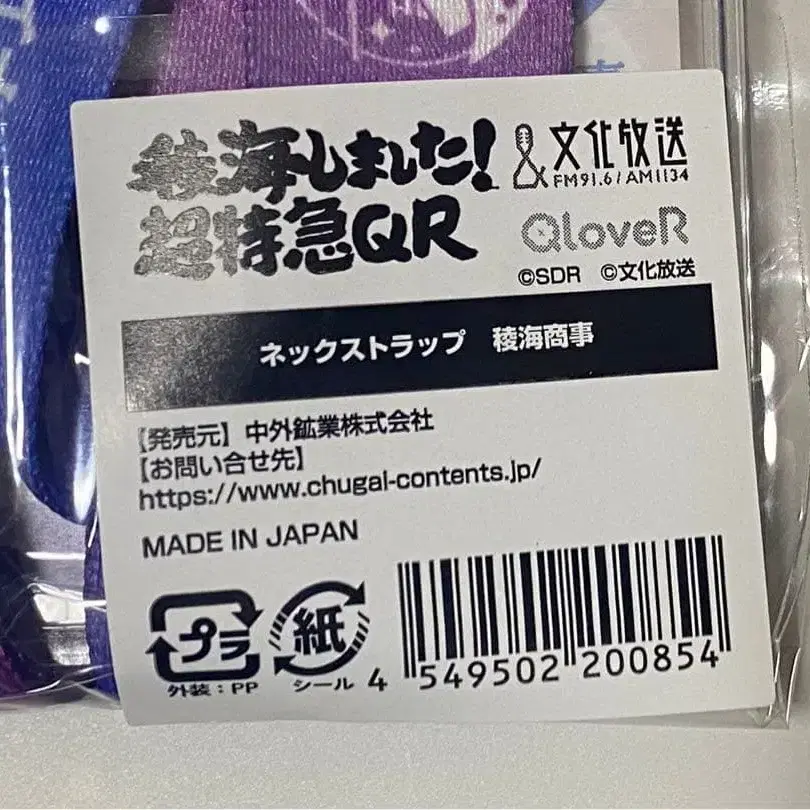 稜海しました!
超特急QR
文化放送
FM91.6/AM1134
QloveR
©SDR ©文化放送
ネックストラップ 稜海商事
【発売元】中外鉱業株式会社
【お問い合せ先】
https://www.chugai-contents.jp/
MADE IN JAPAN
プラ
外装:PP
紙
シール
4 549502 200854